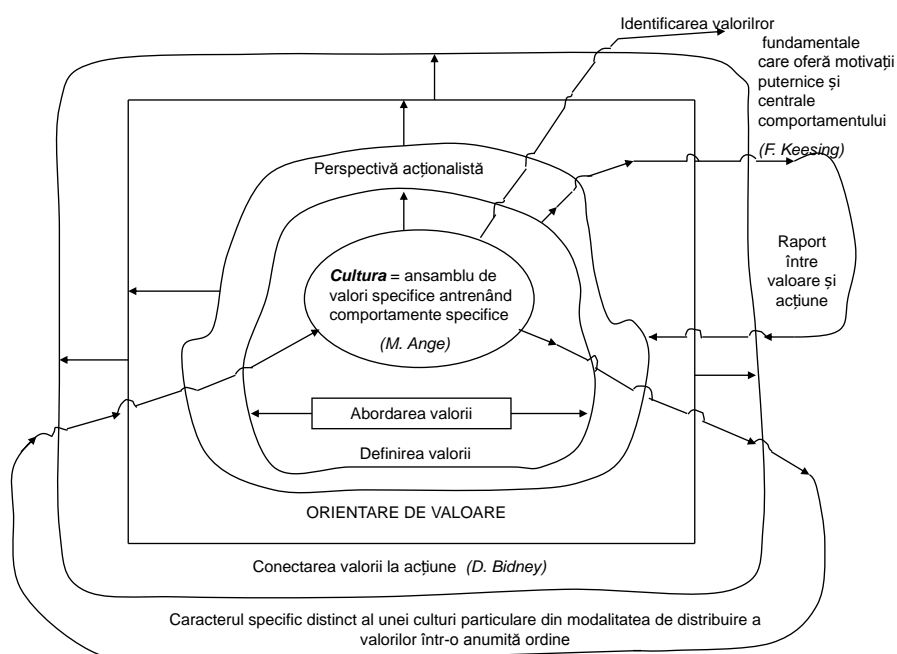 Identificarea valorilror
fundamentale
care oferă motivații
puternice și
centrale
comportamentului
(F. Keesing)
Perspectivă acționalistă
Raport
între
valoare și
acțiune
Cultura = ansamblu de
valori specifice antrenând
comportamente specifice
(M. Ange)
Abordarea valorii
Definirea valorii
ORIENTARE DE VALOARE
Conectarea valorii la acțiune (D. Bidney)
Caracterul specific distinct al unei culturi particulare din modalitatea de distribuire a
valorilor într-o anumită ordine